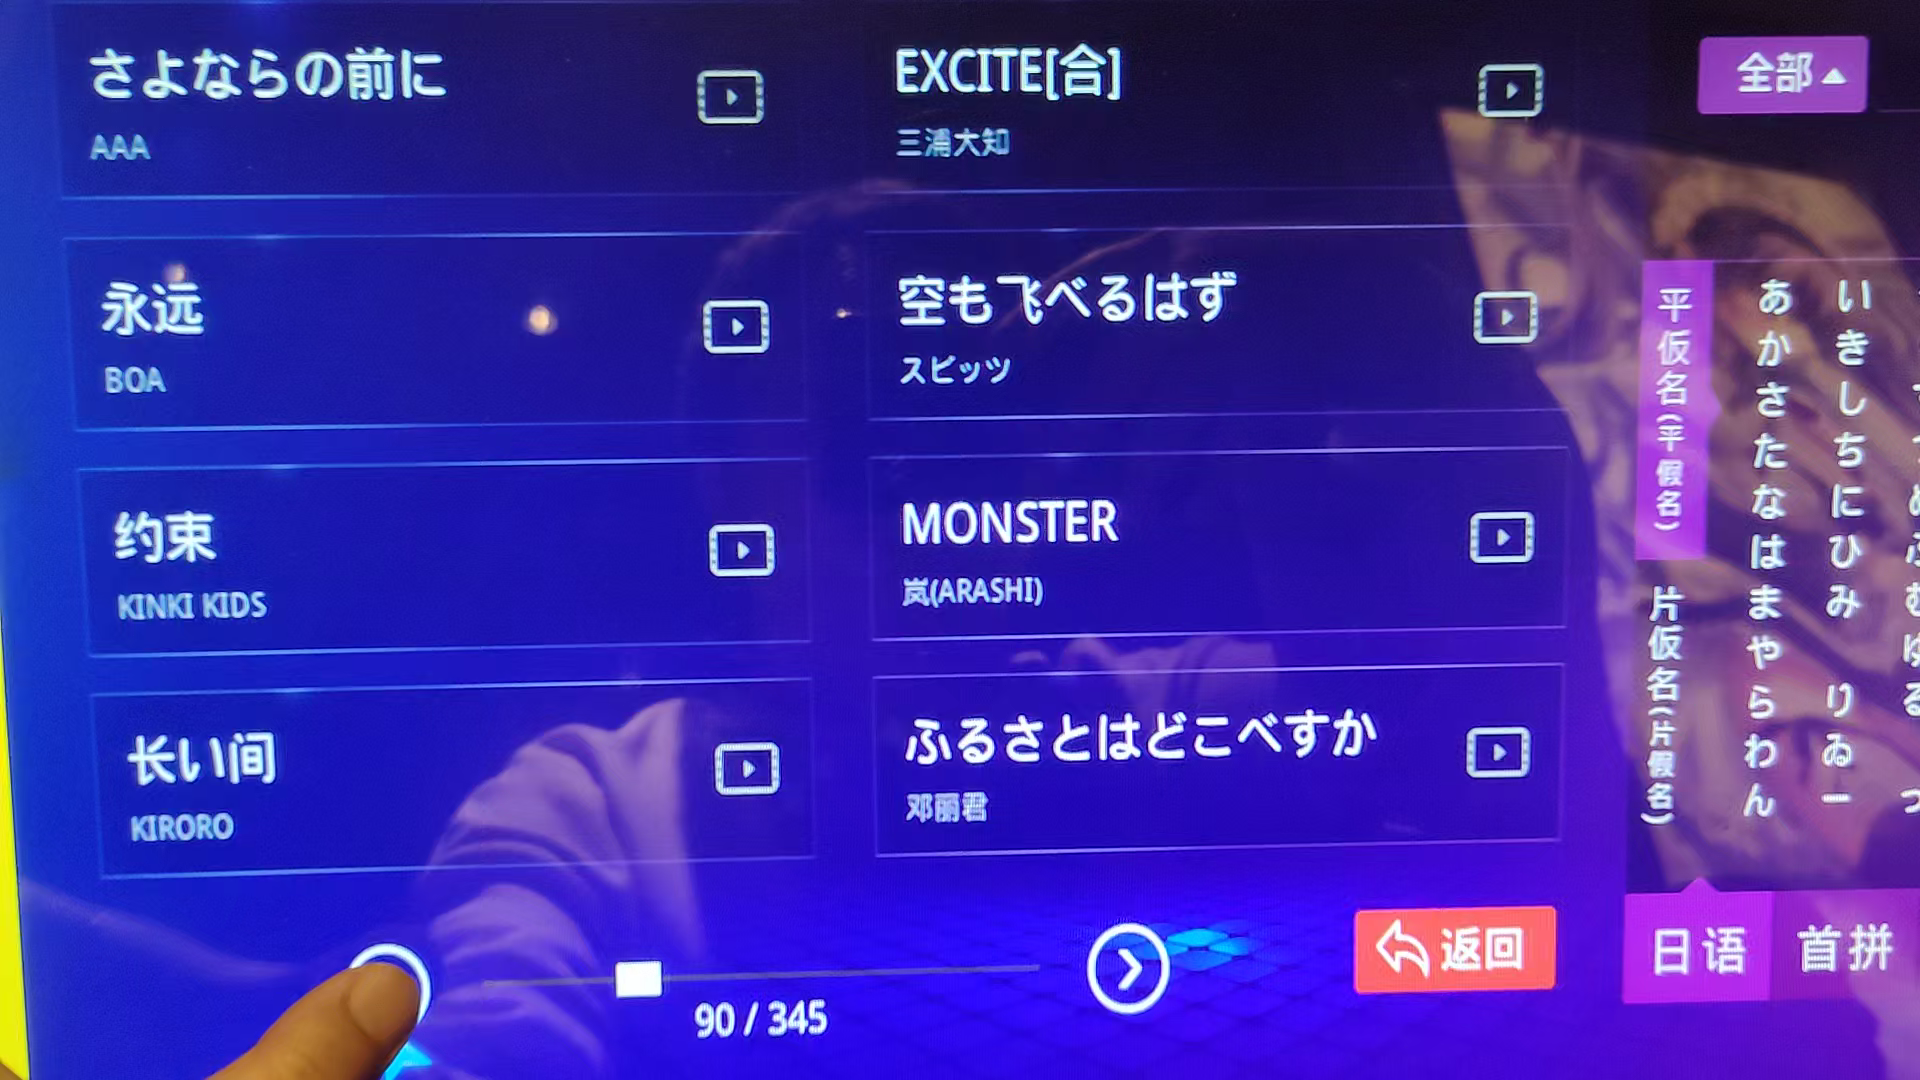 さよならの前に
AAA
EXCITE[合]
三浦大知
永远
BOA
空も飞べるはず
スピッツ
约束
KINKI KIDS
MONSTER
岚(ARASHI)
长い间
KIRORO
ふるさとはどこべすか
邓丽君
90 / 345
返回
全部
平仮名(平假名)
片仮名(片假名)
あかさたなはまやらわん
いきしちにひみ りゐー
日语
首拼